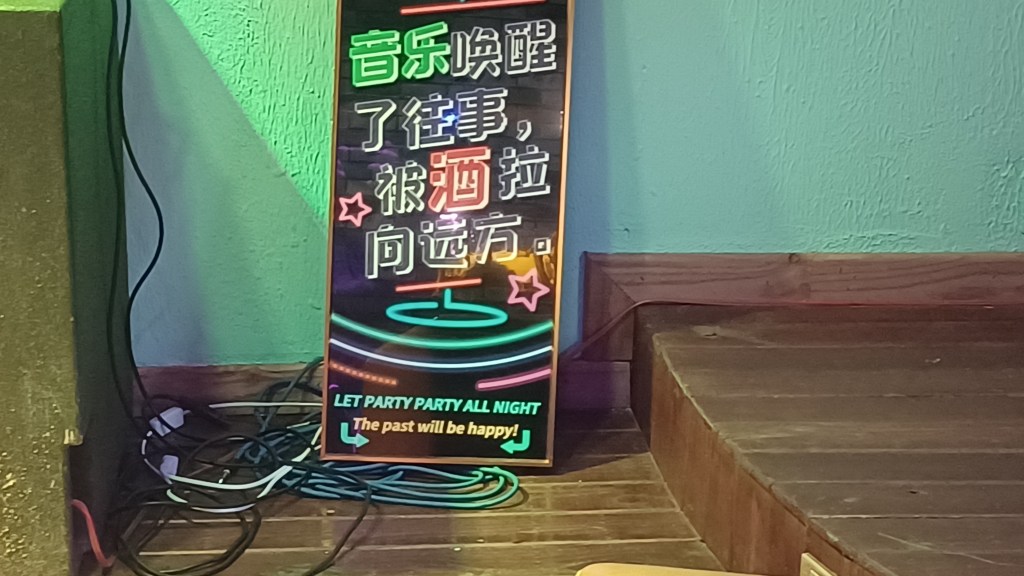 音乐唤醒
了往事，
被酒拉
向远方。
LET PARTY PARTY ALL NIGHT
The past will be happy!